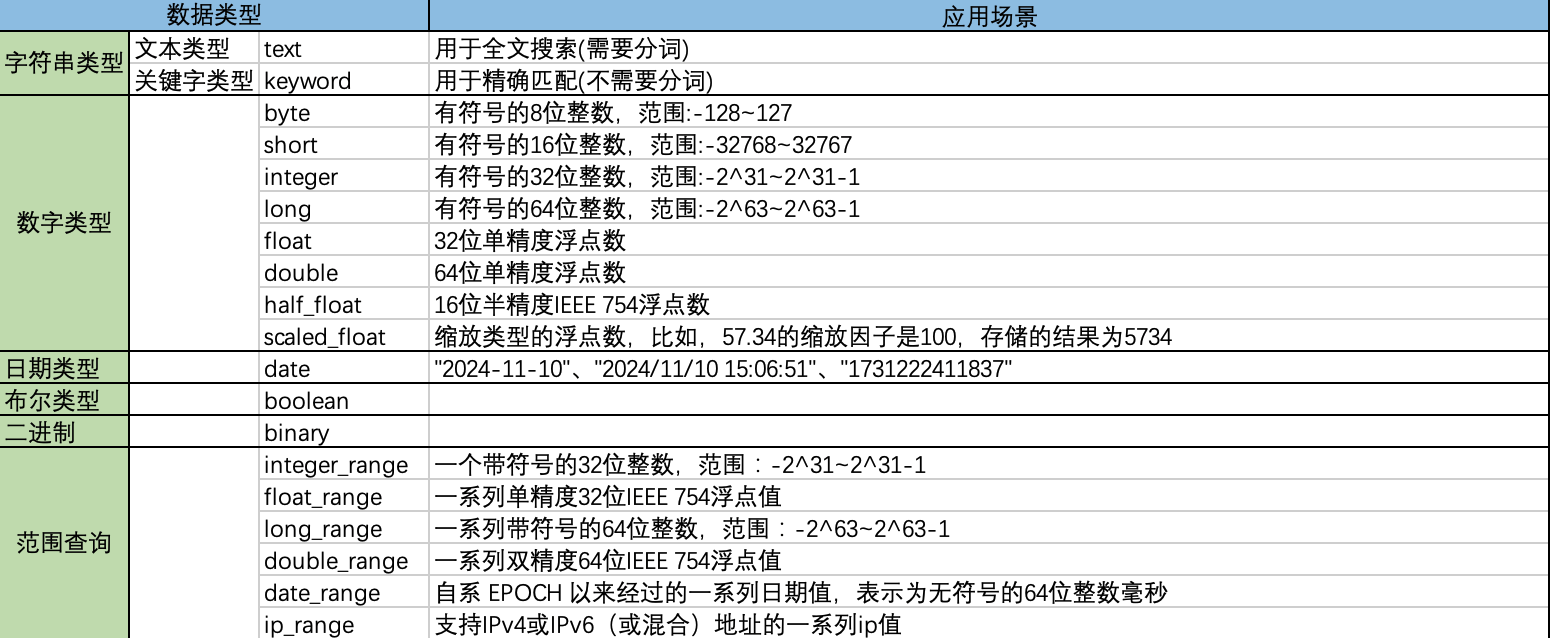 数据类型 应用场景
字符串类型 文本类型 text 用于全文搜索(需要分词)
关键字类型 keyword 用于精确匹配(不需要分词)
数字类型 byte 有符号的8位整数，范围:-128~127
short 有符号的16位整数，范围:-32768~32767
integer 有符号的32位整数，范围:-2^31~2^31-1
long 有符号的64位整数，范围:-2^63~2^63-1
float 32位单精度浮点数
double 64位单精度浮点数
half_float 16位半精度IEEE 754浮点数
scaled_float 缩放类型的浮点数，比如，57.34的缩放因子是100，存储的结果为5734
日期类型 date "2024-11-10"、"2024/11/10 15:06:51"、"1731222411837"
布尔类型 boolean
二进制 binary
范围查询 integer_range 一个带符号的32位整数，范围：-2^31~2^31-1
float_range 一系列单精度32位IEEE 754浮点值
long_range 一系列带符号的64位整数，范围：-2^63~2^63-1
double_range 一系列双精度64位IEEE 754浮点值
date_range 自系 EPOCH 以来经过的一系列日期值，表示为无符号的64位整数毫秒
ip_range 支持IPv4或IPv6（或混合）地址的一系列ip值